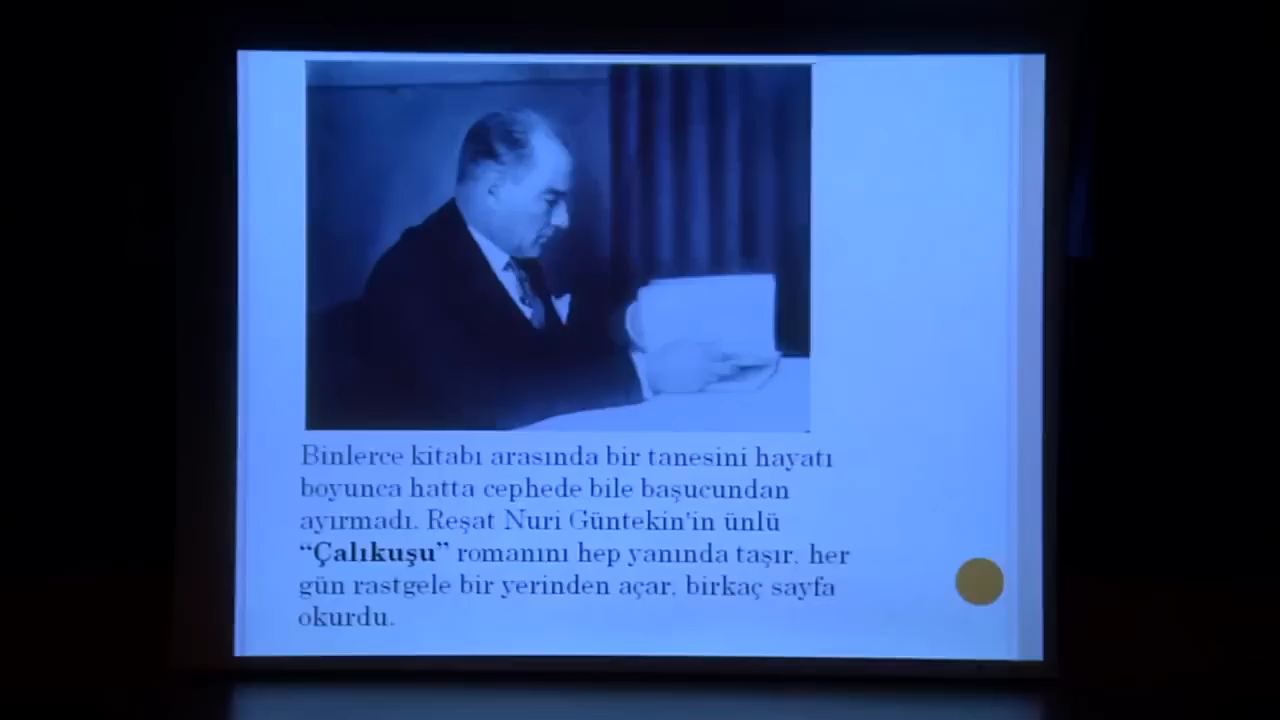 Binlerce kitabı arasında bir tanesini hayatı
boyunca hatta cephede bile başucundan
ayırmadı. Reşat Nuri Güntekin'in ünlü
“Çalıkuşu” romanını hep yanında taşır, her
gün rastgele bir yerinden açar, birkaç sayfa
okurdu.